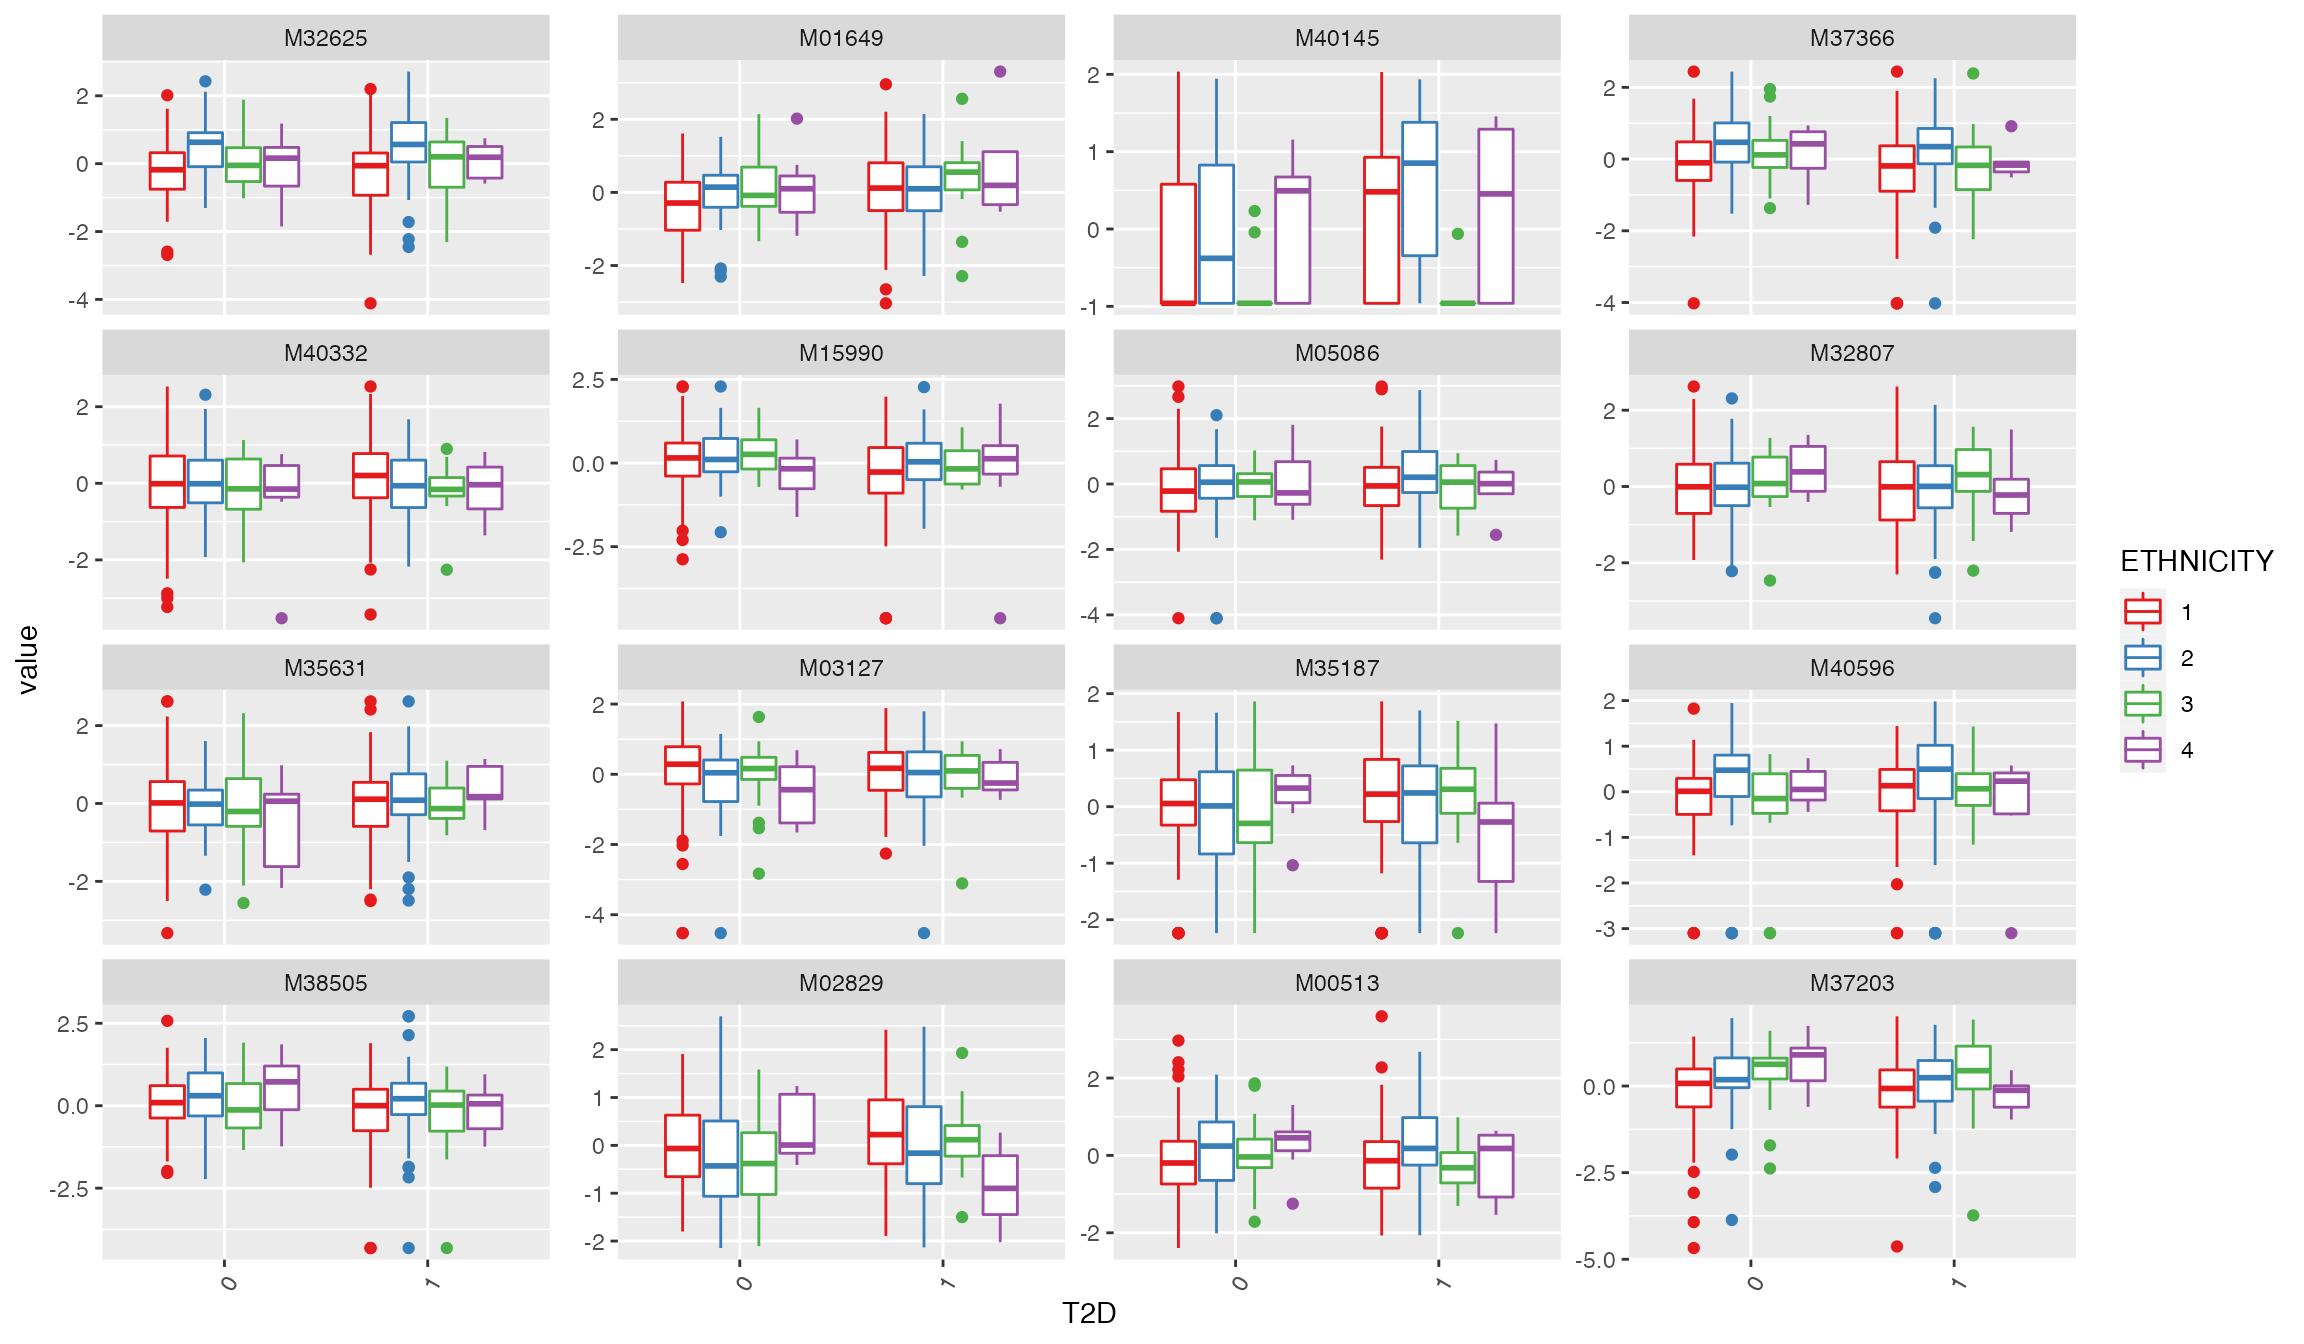 M32625 M01649 M40145 M37366
2 0 -2 -4
2 0 -2
2 1 0 -1
2 0 -2 -4
M40332 M15990 M05086 M32807
2 0 -2
2.5 0.0 -2.5
2 0 -2 -4
2 0 -2
M35631 M03127 M35187 M40596
2 0 -2
2 0 -2 -4
2 1 0 -1 -2
2 1 0 -1 -2 -3
M38505 M02829 M00513 M37203
2.5 0.0 -2.5
2 1 0 -1 -2
2 0 -2
0.0 -2.5 -5.0
0 1 0 1 0 1 0 1
T2D
value
ETHNICITY
1
2
3
4